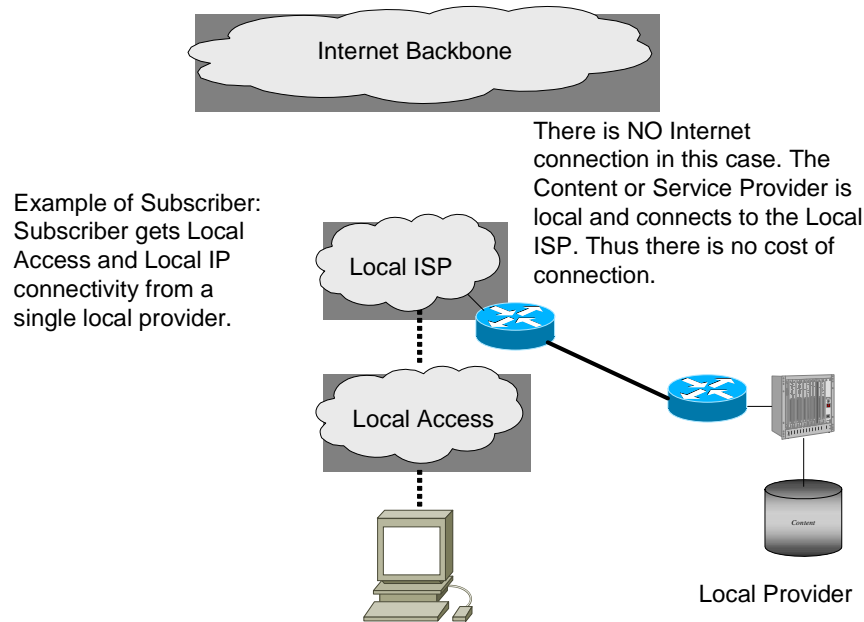 Internet Backbone
There is NO Internet
connection in this case. The
Content or Service Provider is
local and connects to the Local
ISP. Thus there is no cost of
connection.
Example of Subscriber:
Subscriber gets Local
Access and Local IP
connectivity from a
single local provider.
Local ISP
Local Access
Content
Local Provider